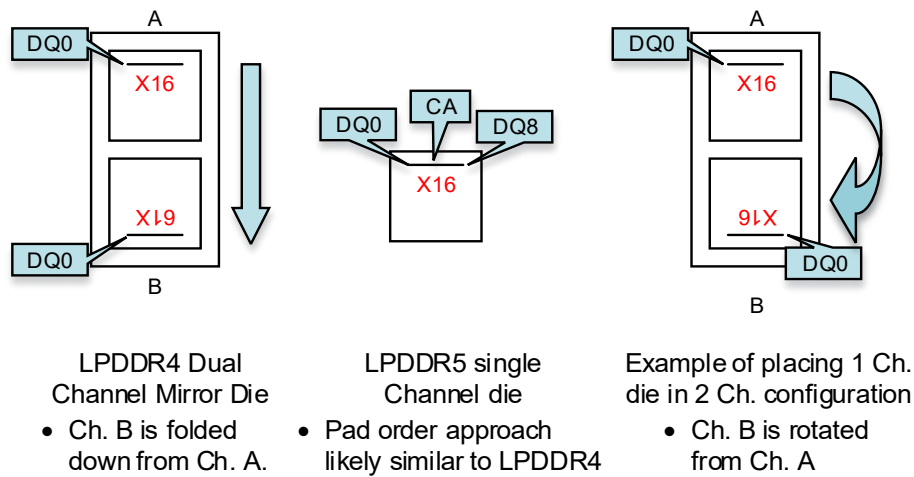 A
DQ0
X16
X16
DQ0
B
LPDDR4 Dual
Channel Mirror Die
• Ch. B is folded
down from Ch. A.
CA
DQ0
DQ8
X16
LPDDR5 single
Channel die
• Pad order approach
likely similar to LPDDR4
A
DQ0
X16
X16
DQ0
B
Example of placing 1 Ch.
die in 2 Ch. configuration
• Ch. B is rotated
from Ch. A